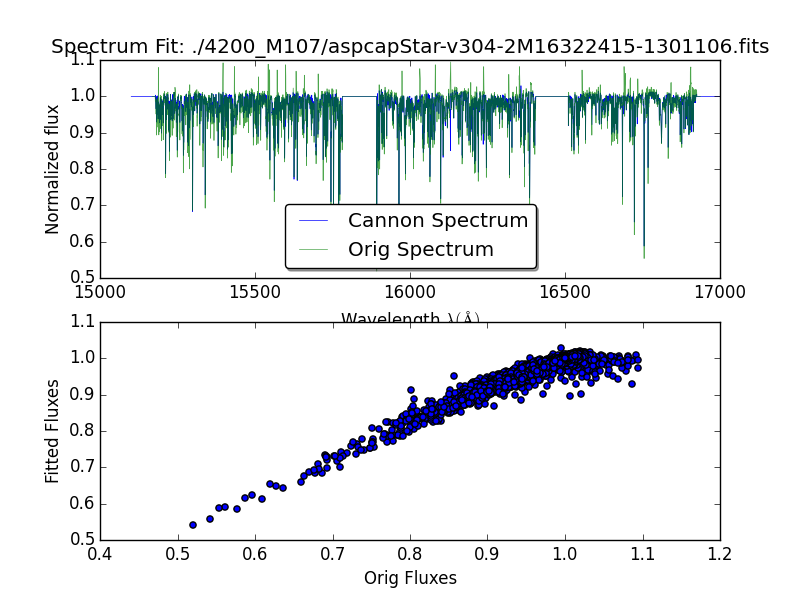 Spectrum Fit: ./4200_M107/aspcapStar-v304-2M16322415-1301106.fits
1.1
1.0
0.9
0.8
0.7
0.6
0.5
Normalized flux
Cannon Spectrum
Orig Spectrum
15000 15500 16000 16500 17000
Wavelength λ(Å)
1.1
1.0
0.9
0.8
0.7
0.6
0.5
Fitted Fluxes
0.4 0.5 0.6 0.7 0.8 0.9 1.0 1.1 1.2
Orig Fluxes